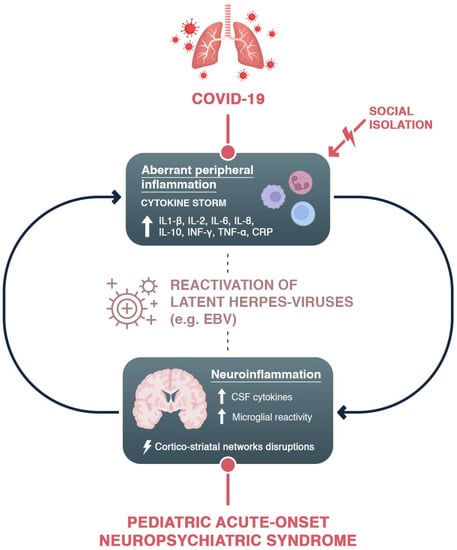 COVID-19
SOCIAL
ISOLATION
Aberrant peripheral
inflammation
CYTOKINE STORM
IL1-β, IL-2, IL-6, IL-8,
IL-10, INF-γ, TNF-α, CRP
REACTIVATION OF
LATENT HERPES-VIRUSES
(e.g. EBV)
Neuroinflammation
CSF cytokines
Microglial reactivity
Cortico-striatal networks disruptions
PEDIATRIC ACUTE-ONSET
NEUROPSYCHIATRIC SYNDROME